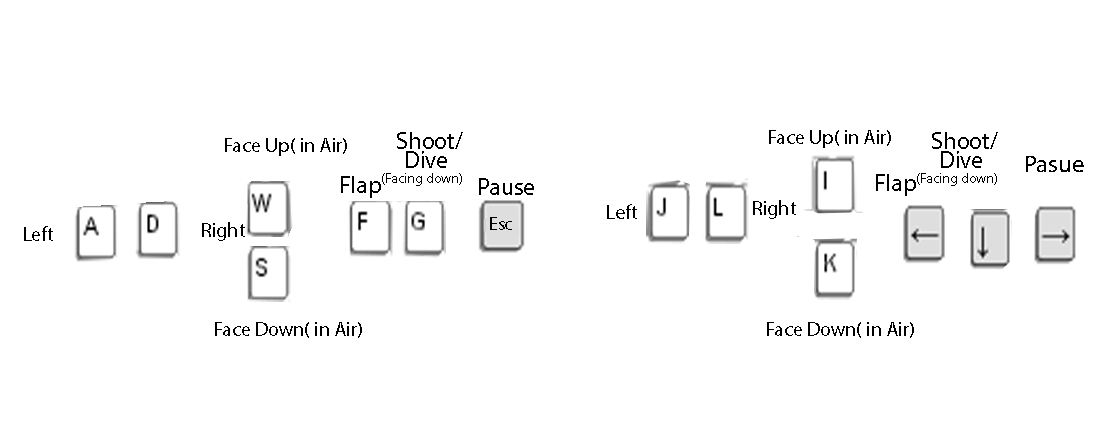 Face Up( in Air)
Shoot/
Dive
(Facing down)
Flap
Pause
Left
A
D
Right
W
S
F
G
Esc
Face Down( in Air)
Face Up( in Air)
Shoot/
Dive
(Facing down)
Flap
Pasue
Left
J
L
Right
I
K
←
↓
→
Face Down( in Air)